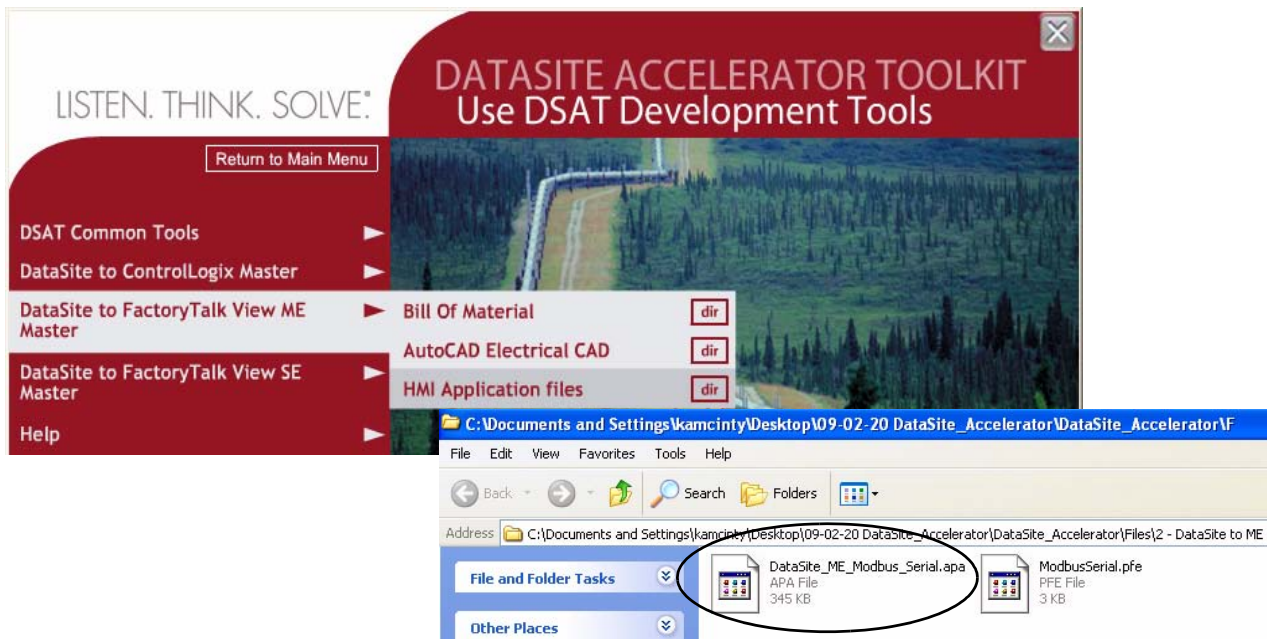 LISTEN. THINK. SOLVE.®
DATASITE ACCELERATOR TOOLKIT
Use DSAT Development Tools
Return to Main Menu
DSAT Common Tools
DataSite to ControlLogix Master
DataSite to FactoryTalk View ME
Master
DataSite to FactoryTalk View SE
Master
Help
Bill Of Material dir
AutoCAD Electrical CAD dir
HMI Application files dir
C:\Documents and Settings\kamcinty\Desktop\09-02-20 DataSite_Accelerator\DataSite_Accelerator\F
File Edit View Favorites Tools Help
Back Search Folders
Address C:\Documents and Settings\kamcinty\Desktop\09-02-20 DataSite_Accelerator\DataSite_Accelerator\Files\2 - DataSite to ME
File and Folder Tasks
Other Places
DataSite_ME_Modbus_Serial.apa
APA File
345 KB
ModbusSerial.pfe
PFE File
3 KB